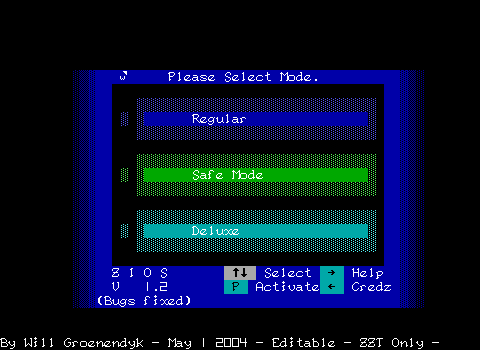 Please Select Mode.
Regular
Safe Mode
Deluxe
Z I O S ↑↓ Select → Help
V 1.2 P Activate ← Credz
(Bugs fixed)
By Will Groenendyk - May 1 2004 - Editable - ZZT Only -